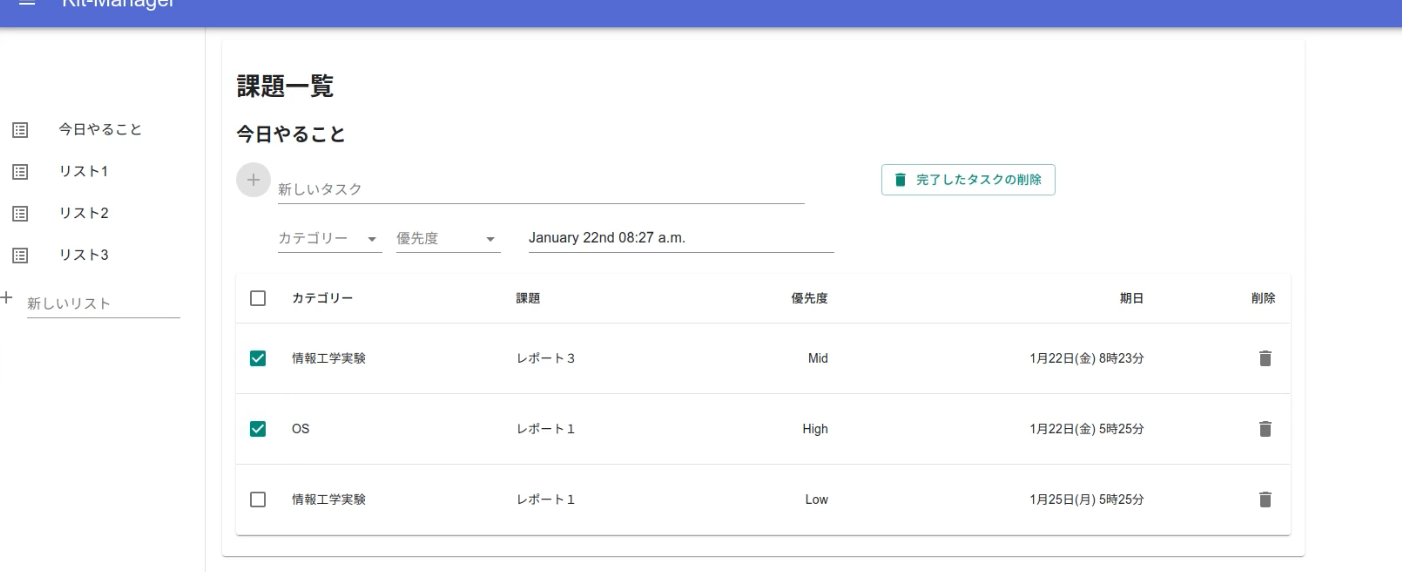 Kit-Manager
今日やること
リスト1
リスト2
リスト3
新しいリスト
課題一覧
今日やること
新しいタスク
完了したタスクの削除
カテゴリー 優先度 January 22nd 08:27 a.m.
カテゴリー 課題 優先度 期日 削除
情報工学実験 レポート３ Mid 1月22日(金) 8時23分
OS レポート１ High 1月22日(金) 5時25分
情報工学実験 レポート１ Low 1月25日(月) 5時25分